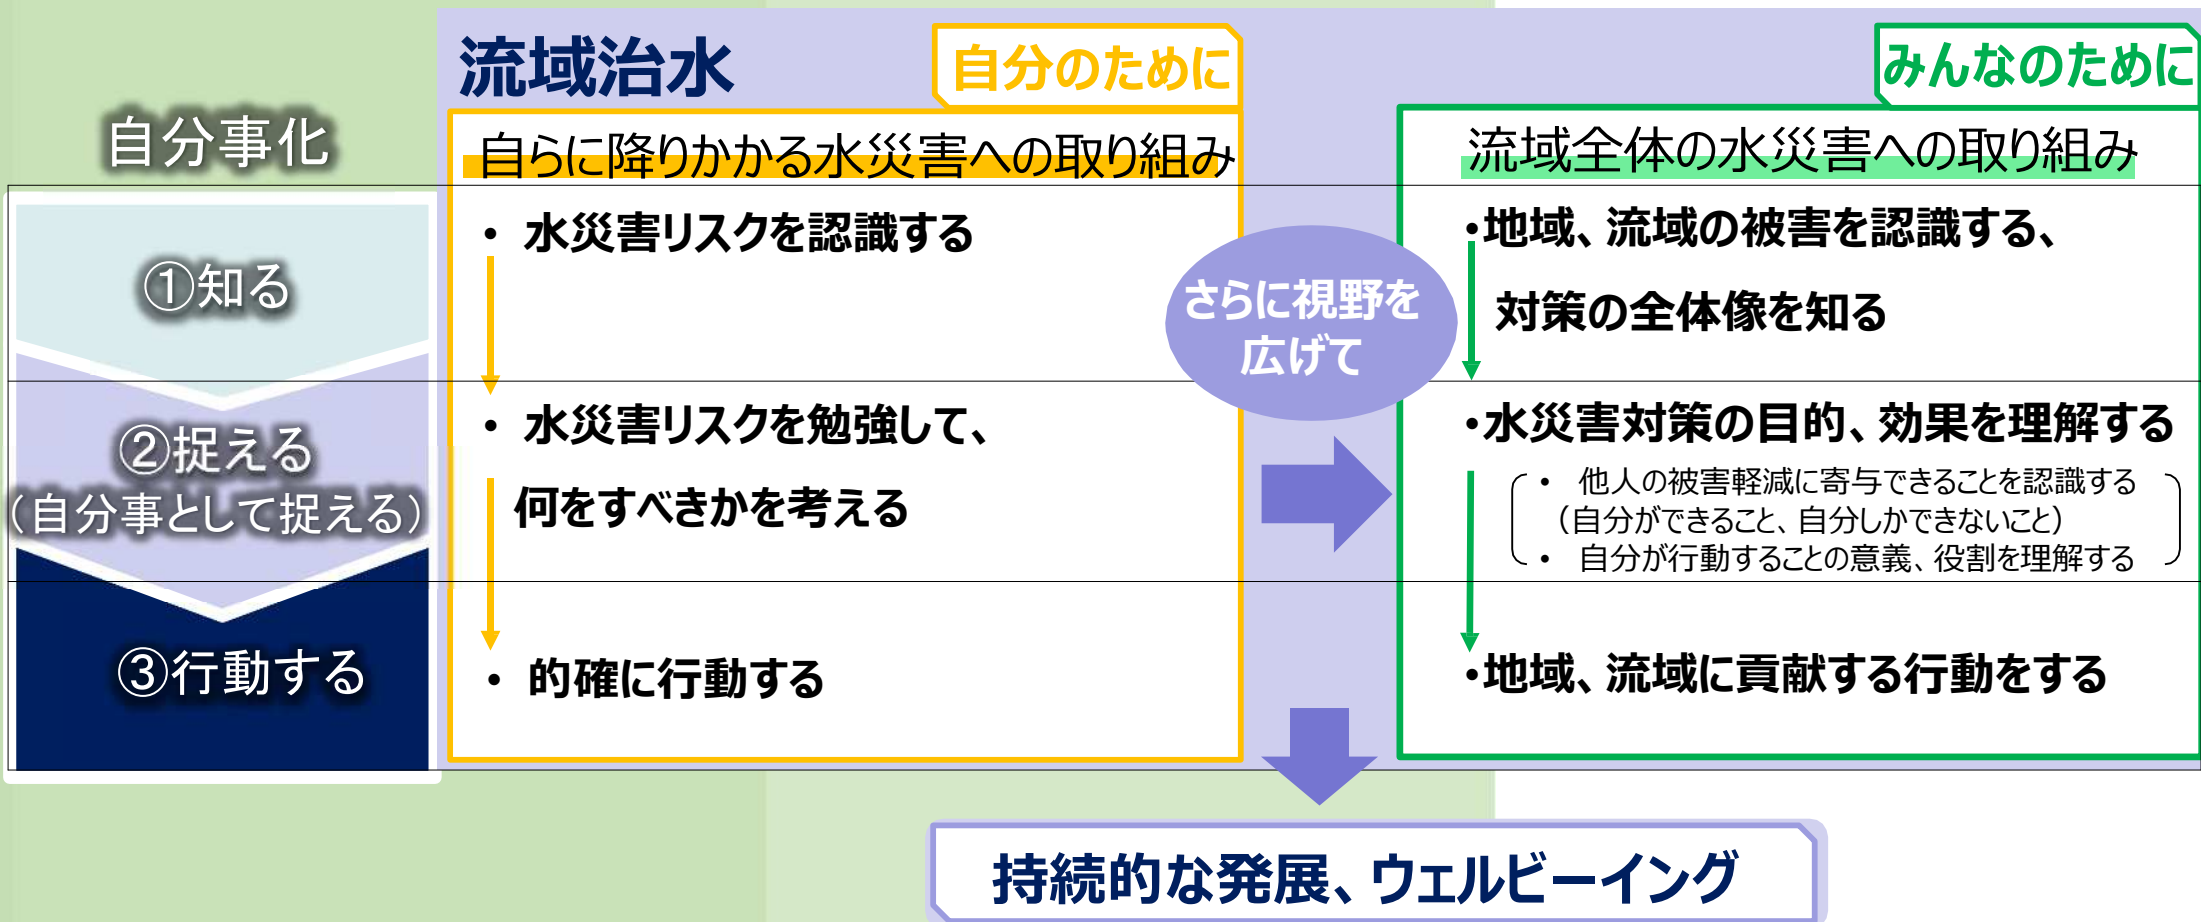 流域治水
自分のために
みんなのために
自分事化
自らに降りかかる水災害への取り組み
流域全体の水災害への取り組み
①知る
・ 水災害リスクを認識する
さらに視野を
広げて
・地域、流域の被害を認識する、
対策の全体像を知る
②捉える
（自分事として捉える）
・ 水災害リスクを勉強して、
何をすべきかを考える
・水災害対策の目的、効果を理解する
・ 他人の被害軽減に寄与できることを認識する
（自分ができること、自分しかできないこと）
・ 自分が行動することの意義、役割を理解する
③行動する
・ 的確に行動する
・地域、流域に貢献する行動をする
持続的な発展、ウェルビーイング